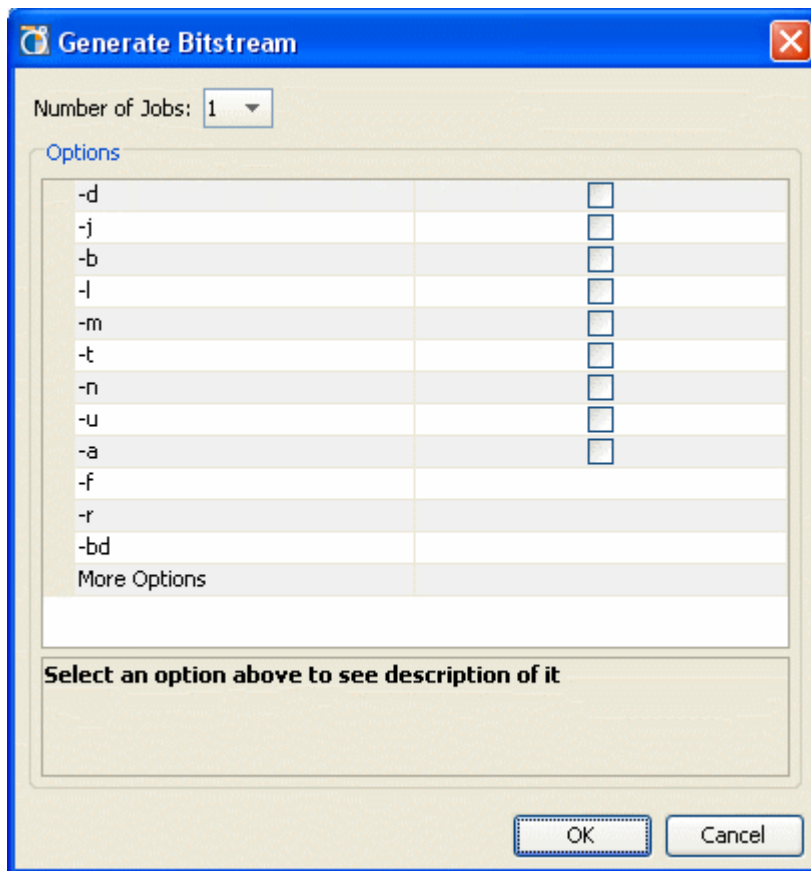 Generate Bitstream
Number of Jobs: 1
Options
-d
-j
-b
-l
-m
-t
-n
-u
-a
-f
-r
-bd
More Options
Select an option above to see description of it
OK Cancel